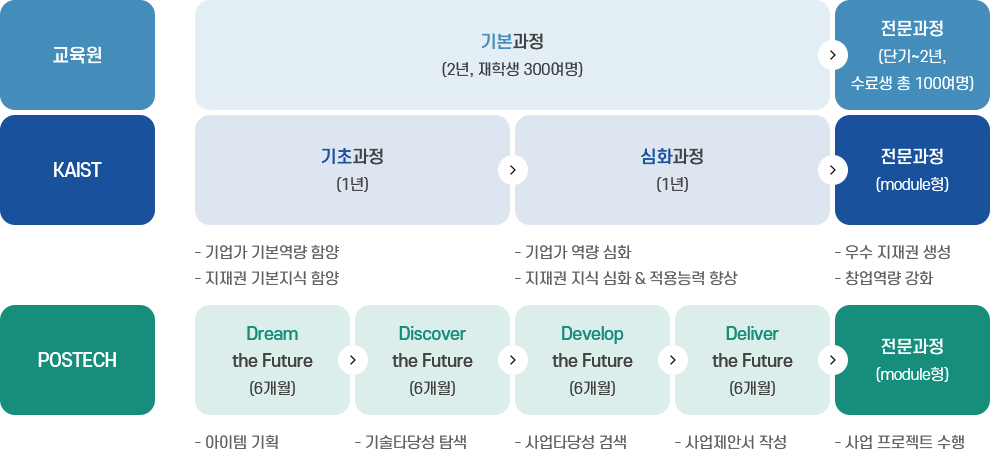 교육원
기본과정
(2년, 재학생 300여명)
전문과정
(단기~2년,
수료생 총 100여명)
KAIST
기초과정
(1년)
심화과정
(1년)
전문과정
(module형)
- 기업가 기본역량 함양
- 지재권 기본지식 함양
- 기업가 역량 심화
- 지재권 지식 심화 & 적용능력 향상
- 우수 지재권 생성
- 창업역량 강화
POSTECH
Dream
the Future
(6개월)
Discover
the Future
(6개월)
Develop
the Future
(6개월)
Deliver
the Future
(6개월)
전문과정
(module형)
- 아이템 기획
- 기술타당성 탐색
- 사업타당성 검색
- 사업제안서 작성
- 사업 프로젝트 수행